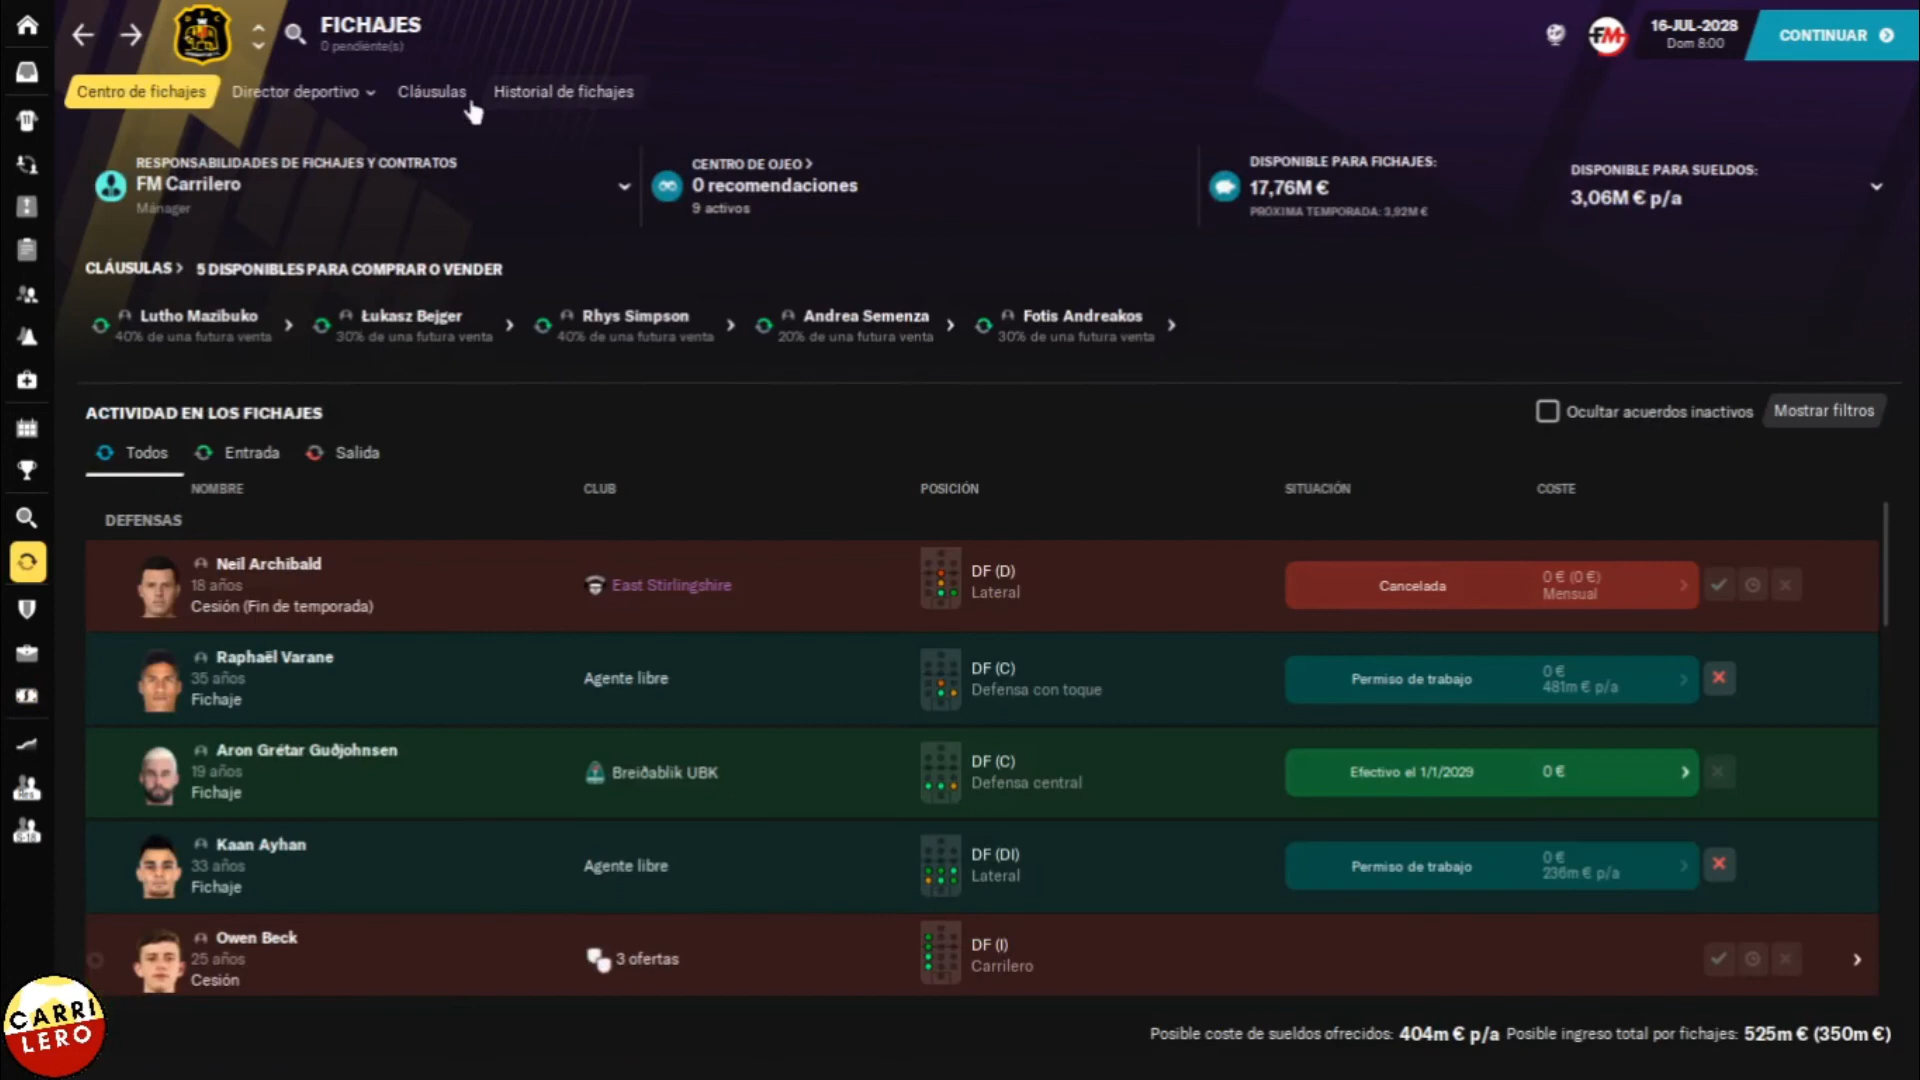 FICHAJES
0 pendiente(s)
FM
16-JUL-2028
Dom 8:00
CONTINUAR
Centro de fichajes
Director deportivo
Cláusulas
Historial de fichajes
RESPONSABILIDADES DE FICHAJES Y CONTRATOS
FM Carrilero
Mánager
CENTRO DE OJEO >
0 recomendaciones
9 activos
DISPONIBLE PARA FICHAJES:
17,76M €
PRÓXIMA TEMPORADA: 3,92M €
DISPONIBLE PARA SUELDOS:
3,06M € p/a
CLÁUSULAS > 5 DISPONIBLES PARA COMPRAR O VENDER
Lutho Mazibuko
40% de una futura venta
Łukasz Bejger
30% de una futura venta
Rhys Simpson
40% de una futura venta
Andrea Semenza
20% de una futura venta
Fotis Andreakos
30% de una futura venta
ACTIVIDAD EN LOS FICHAJES
Ocultar acuerdos inactivos
Mostrar filtros
Todos
Entrada
Salida
NOMBRE CLUB POSICIÓN SITUACIÓN COSTE
DEFENSAS
Neil Archibald
18 años
Cesión (Fin de temporada)
East Stirlingshire
DF (D)
Lateral
Cancelada
0 € (0 €)
Mensual
Raphaël Varane
35 años
Fichaje
Agente libre
DF (C)
Defensa con toque
Permiso de trabajo
0 €
481m € p/a
Aron Grétar Guðjohnsen
19 años
Fichaje
Breiðablik UBK
DF (C)
Defensa central
Efectivo el 1/1/2029
0 €
Kaan Ayhan
33 años
Fichaje
Agente libre
DF (DI)
Lateral
Permiso de trabajo
0 €
236m € p/a
Owen Beck
25 años
Cesión
3 ofertas
DF (I)
Carrilero
Res
S-18
CARRI
LERO
Posible coste de sueldos ofrecidos: 404m € p/a Posible ingreso total por fichajes: 525m € (350m €)